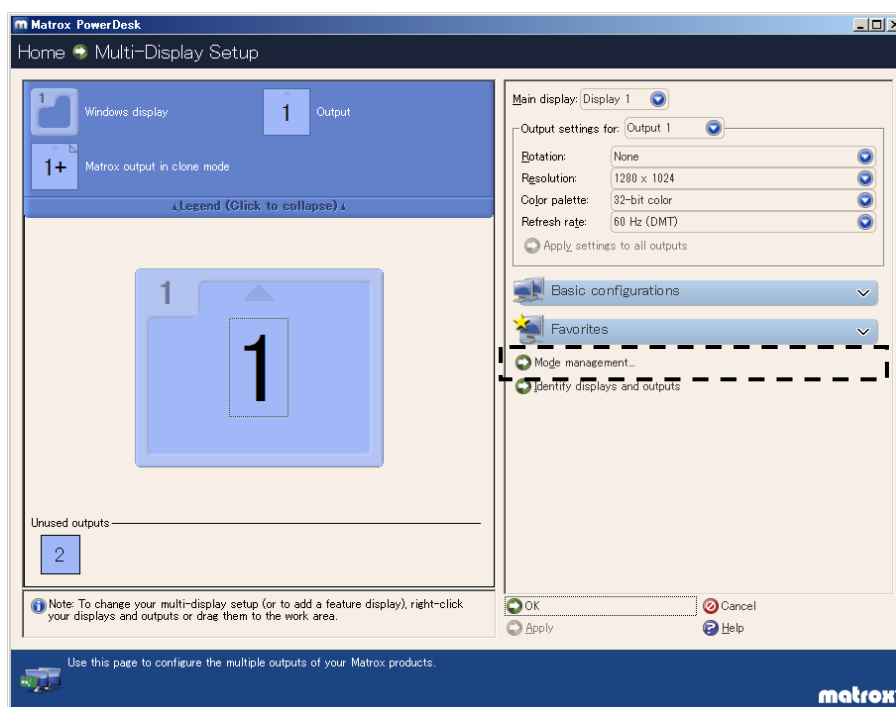 Matrox PowerDesk
Home Multi-Display Setup
1 Windows display
1 Output
1+ Matrox output in clone mode
Legend (Click to collapse)
1
1
Unused outputs
2
Note: To change your multi-display setup (or to add a feature display), right-click
your displays and outputs or drag them to the work area.
Main display: Display 1
Output settings for: Output 1
Rotation: None
Resolution: 1280 x 1024
Color palette: 32-bit color
Refresh rate: 60 Hz (DMT)
Apply settings to all outputs
Basic configurations
Favorites
Mode management...
Identify displays and outputs
OK
Cancel
Apply
Help
Use this page to configure the multiple outputs of your Matrox products.
matrox